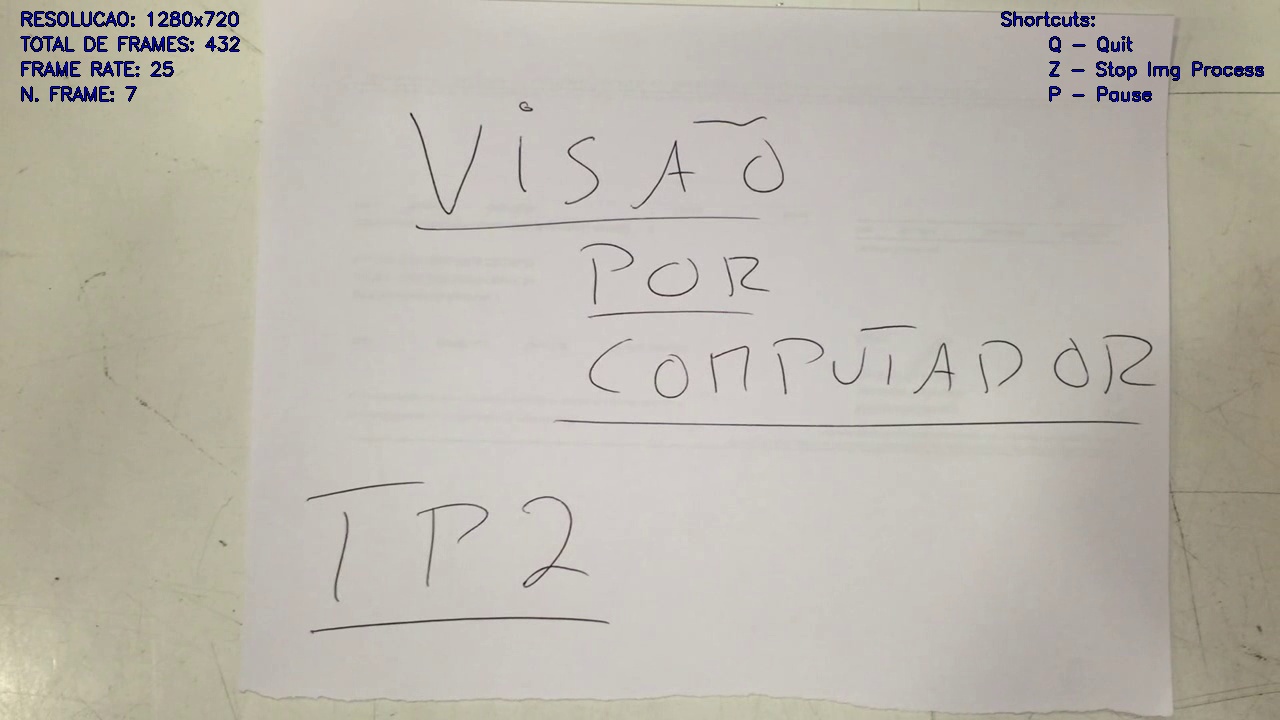 RESOLUCAO: 1280x720
TOTAL DE FRAMES: 432
FRAME RATE: 25
N. FRAME: 7
Shortcuts:
Q - Quit
Z - Stop Img Process
P - Pause
VISÃO
POR
COMPUTADOR
TP2